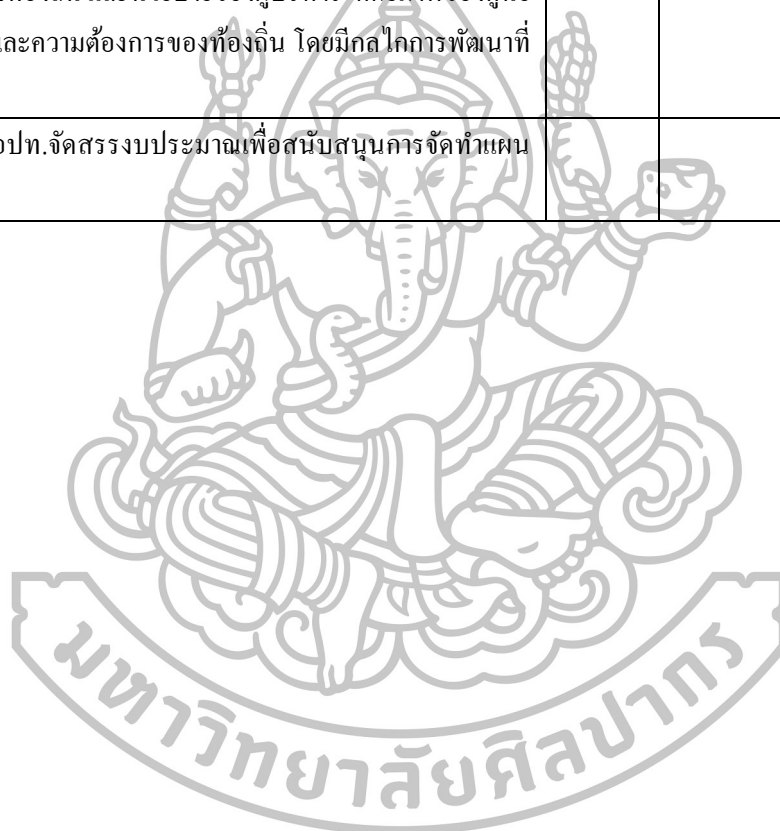 และความต้องการของท้องถิ่น โดยมีกลไกการพัฒนาที่
อปท.จัดสรรงบประมาณเพื่อสนับสนุนการจัดทำแผน
มหาวิทยาลัยศิลปากร